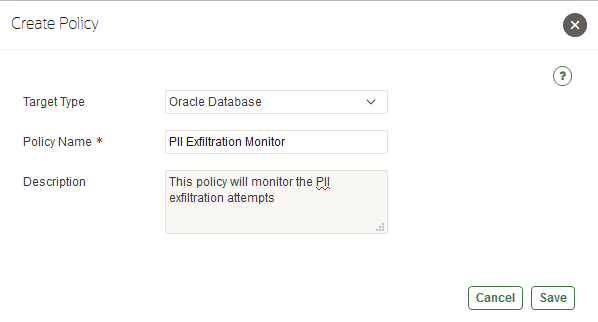 Create Policy
?
Target Type
Oracle Database
Policy Name *
PII Exfiltration Monitor
Description
This policy will monitor the PII
exfiltration attempts
Cancel
Save